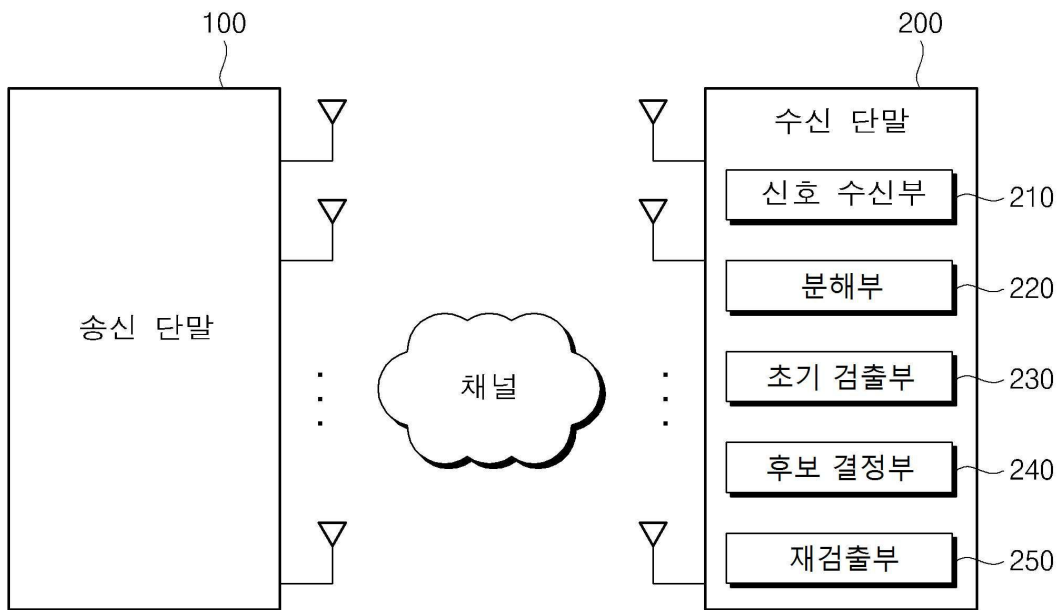 100
200
송신 단말
채널
수신 단말
신호 수신부
210
분해부
220
초기 검출부
230
후보 결정부
240
재검출부
250